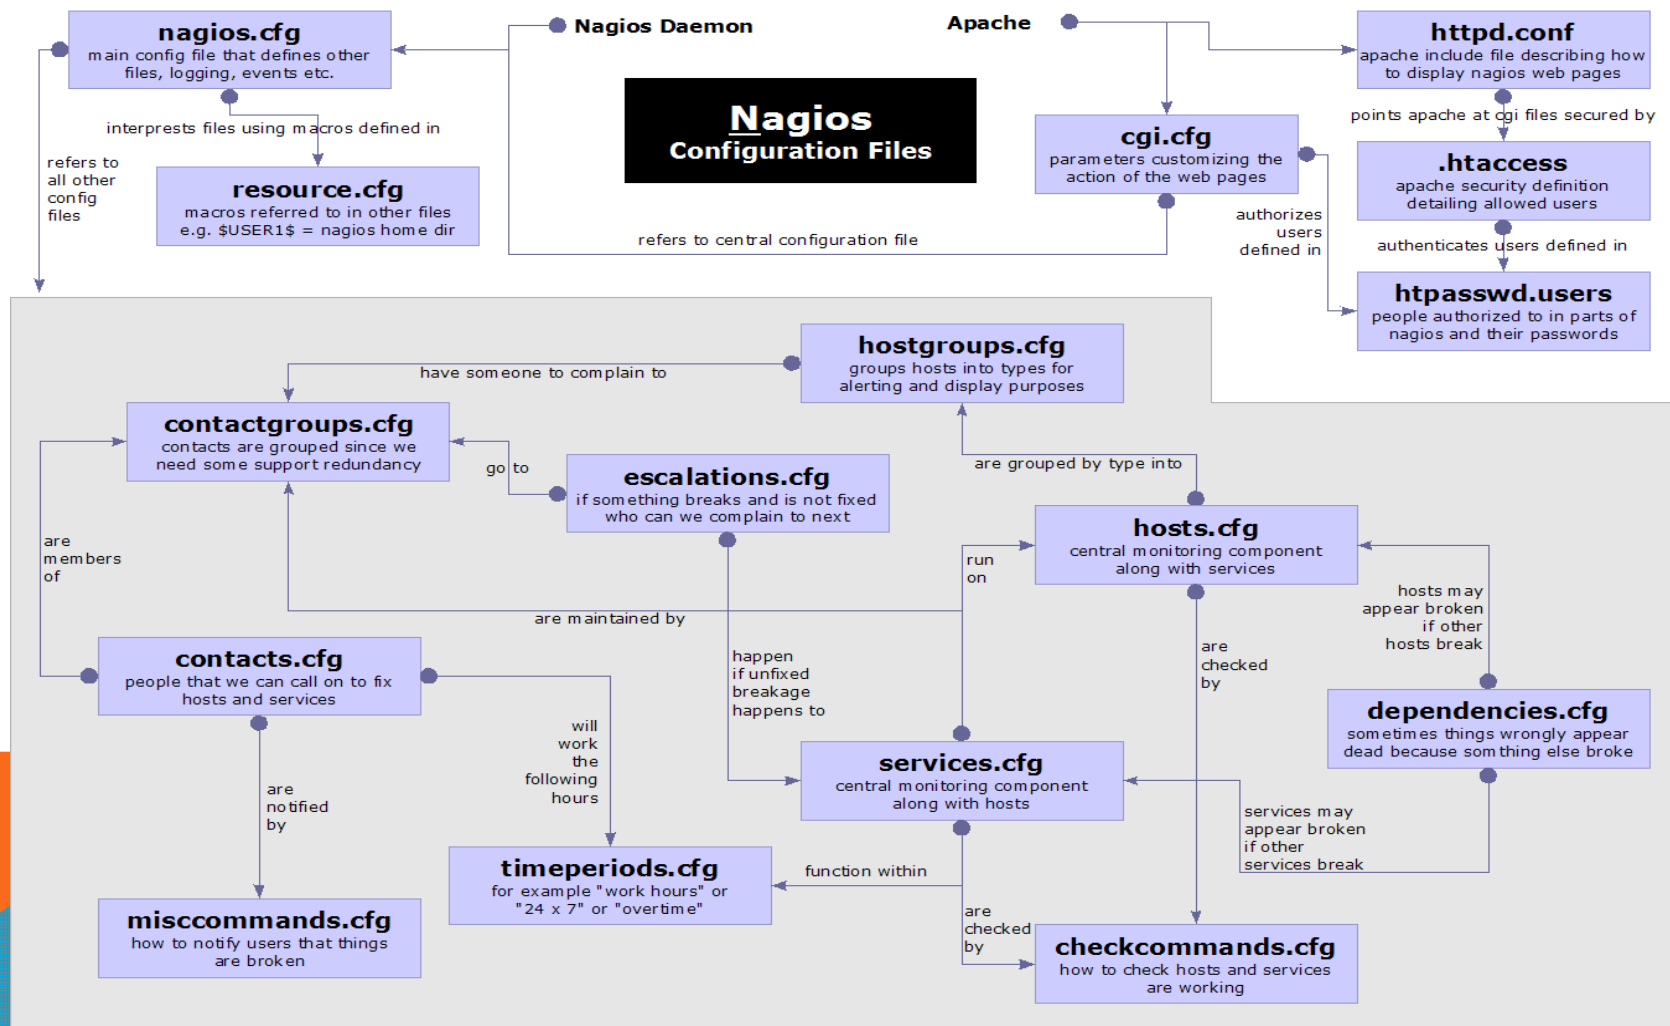 nagios.cfg
main config file that defines other
files, logging, events etc.
Nagios Daemon
Apache
httpd.conf
apache include file describing how
to display nagios web pages
Nagios
Configuration Files
interprests files using macros defined in
refers to
all other
config
files
resource.cfg
macros referred to in other files
e.g. $USER1$ = nagios home dir
cgi.cfg
parameters customizing the
action of the web pages
points apache at cgi files secured by
.htaccess
apache security definition
detailing allowed users
authorizes
users
defined in
refers to central configuration file
authenticates users defined in
htpasswd.users
people authorized to in parts of
nagios and their passwords
hostgroups.cfg
groups hosts into types for
alerting and display purposes
have someone to complain to
contactgroups.cfg
contacts are grouped since we
need some support redundancy
go to
escalations.cfg
if something breaks and is not fixed
who can we complain to next
are grouped by type into
hosts.cfg
central monitoring component
along with services
are
members
of
run
on
hosts may
appear broken
if other
hosts break
are maintained by
contacts.cfg
people that we can call on to fix
hosts and services
happen
if unfixed
breakage
happens to
are
checked
by
dependencies.cfg
sometimes things wrongly appear
dead because somthing else broke
will
work
the
following
hours
services.cfg
central monitoring component
along with hosts
are
notified
by
services may
appear broken
if other
services break
timeperiods.cfg
for example "work hours" or
"24 x 7" or "overtime"
function within
are
checked
by
misccommands.cfg
how to notify users that things
are broken
checkcommands.cfg
how to check hosts and services
are working